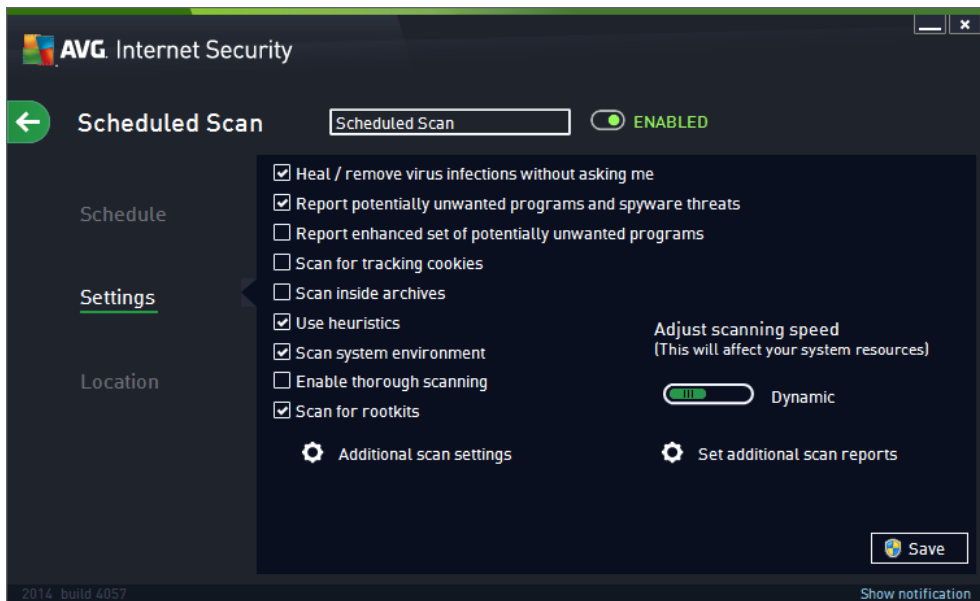 AVG. Internet Security
Scheduled Scan
Scheduled Scan
ENABLED
Schedule
Settings
Location
Heal / remove virus infections without asking me
Report potentially unwanted programs and spyware threats
Report enhanced set of potentially unwanted programs
Scan for tracking cookies
Scan inside archives
Use heuristics
Scan system environment
Enable thorough scanning
Scan for rootkits
Adjust scanning speed
(This will affect your system resources)
Dynamic
Additional scan settings
Set additional scan reports
Save
2014 build 4057
Show notification